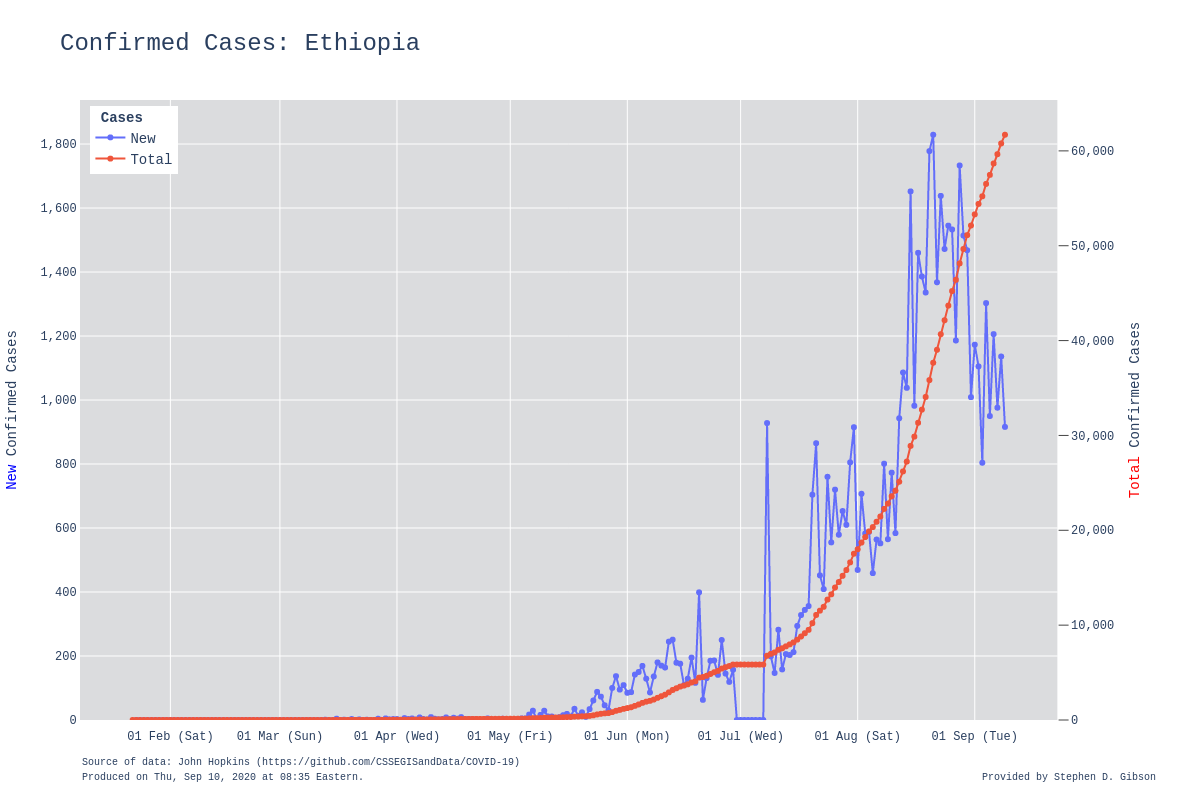 Confirmed Cases: Ethiopia
Cases
New
Total
1,800
1,600
1,400
1,200
1,000
800
600
400
200
0
60,000
50,000
40,000
30,000
20,000
10,000
0
New Confirmed Cases
Total Confirmed Cases
01 Feb (Sat) 01 Mar (Sun) 01 Apr (Wed) 01 May (Fri) 01 Jun (Mon) 01 Jul (Wed) 01 Aug (Sat) 01 Sep (Tue)
Source of data: John Hopkins (https://github.com/CSSEGISandData/COVID-19)
Produced on Thu, Sep 10, 2020 at 08:35 Eastern.
Provided by Stephen D. Gibson